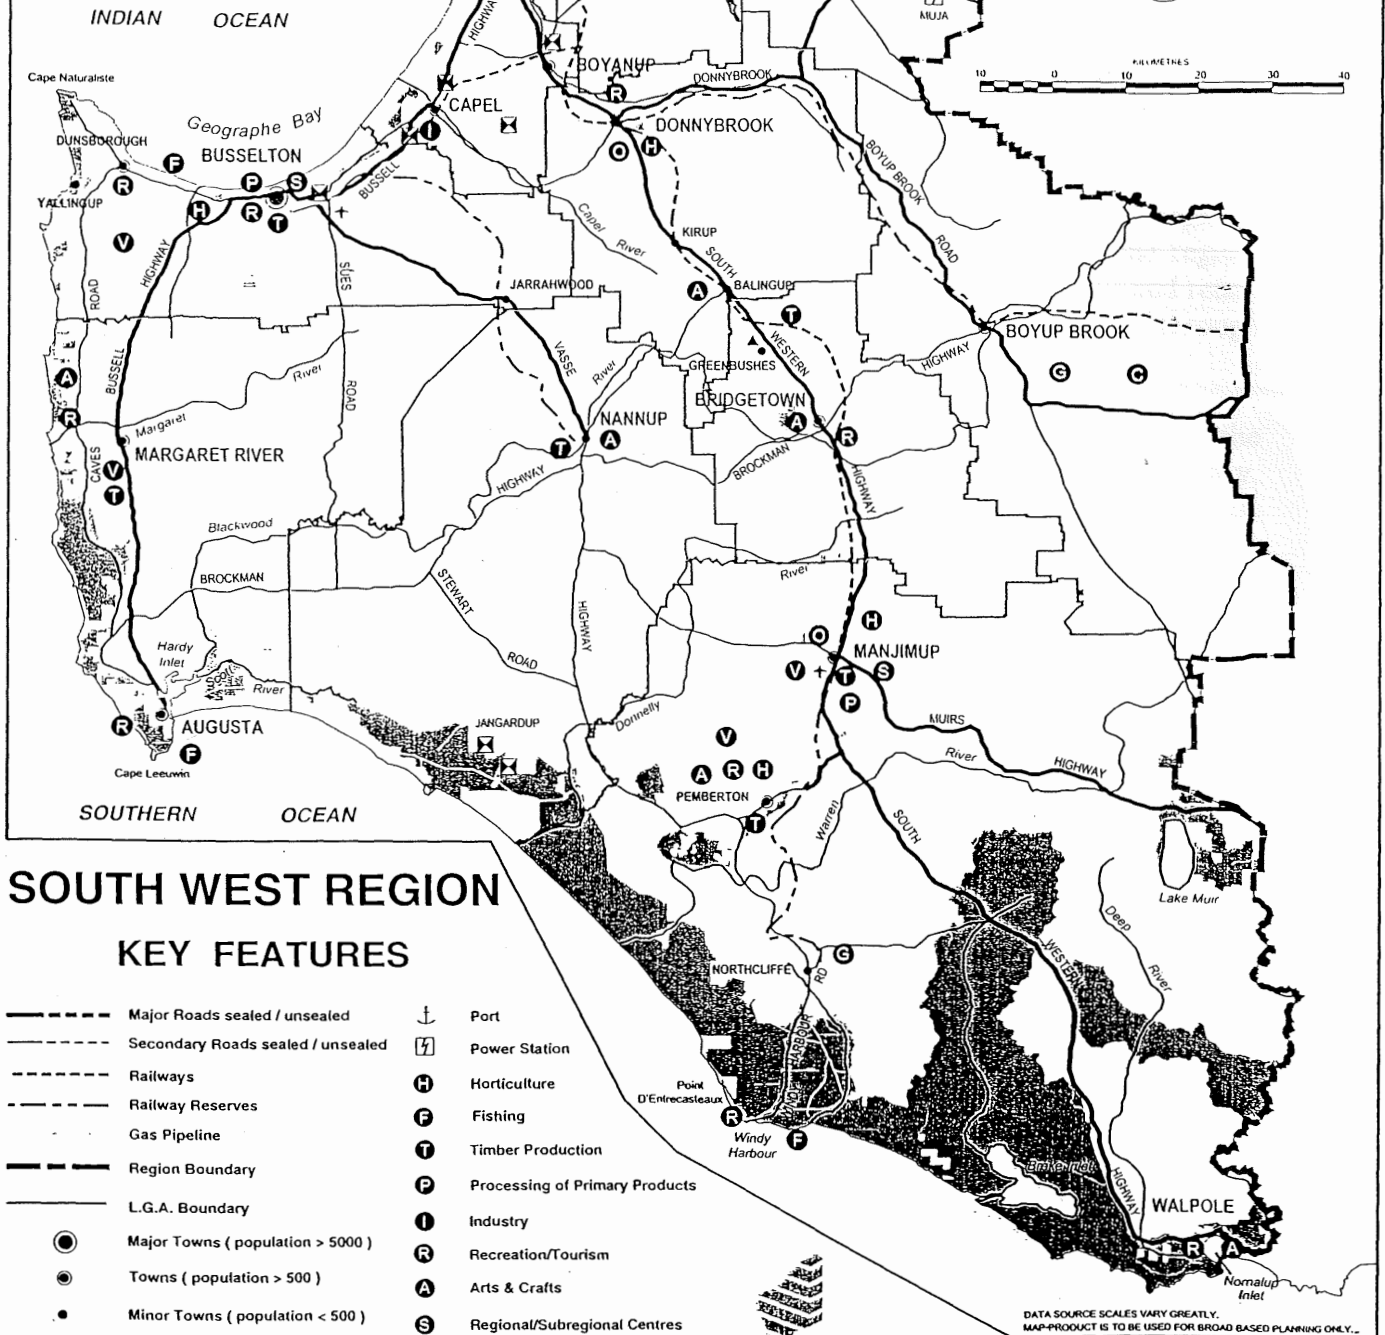 INDIAN OCEAN
MUJA
KILOMETRES
10 0 10 20 30 40
HIGHWAY
Cape Naturaliste
BOYANUP
R
DONNYBROOK
CAPEL
I
Geographe Bay
DONNYBROOK
O H
DUNSBOROUGH
BUSSELTON
F
P S
R
BUSSELL
BOYUP BROOK
YALLINGUP
H R T
Capel River
V
HIGHWAY
KIRUP
SOUTH
ROAD
ROAD
SUES
JARRAHWOOD
A
BALINGUP
T
BOYUP BROOK
WESTERN
HIGHWAY
GREENBUSHES
VASSE
River
River
BUSSELL
A
G C
ROAD
BRIDGETOWN
R
Margaret
NANNUP
A R
T A
MARGARET RIVER
BROCKMAN
CAVES
V
HIGHWAY
HIGHWAY
T
Blackwood
BROCKMAN
STEWART
River
HIGHWAY
H
O
Hardy
Inlet
ROAD
MANJIMUP
V T S
Scott
River
P
Donnelly
MUIRS
R
AUGUSTA
JANGARDUP
V
F
River
HIGHWAY
Cape Leeuwin
A R H
PEMBERTON
SOUTHERN OCEAN
T
Warren
SOUTH
Lake Muir
Deep
River
WESTERN
G
NORTHCLIFFE
RD
WINDY HARBOUR
Point
D'Entrecasteaux
R
Windy
Harbour
F
Broke Inlet
HIGHWAY
WALPOLE
R A
Nornalup
Inlet
SOUTH WEST REGION
KEY FEATURES
Major Roads sealed / unsealed
Secondary Roads sealed / unsealed
Railways
Railway Reserves
Gas Pipeline
Region Boundary
L.G.A. Boundary
Major Towns ( population > 5000 )
Towns ( population > 500 )
Minor Towns ( population < 500 )
Port
Power Station
H Horticulture
F Fishing
T Timber Production
P Processing of Primary Products
I Industry
R Recreation/Tourism
A Arts & Crafts
S Regional/Subregional Centres
DATA SOURCE SCALES VARY GREATLY.
MAP-PRODUCT IS TO BE USED FOR BROAD BASED PLANNING ONLY.